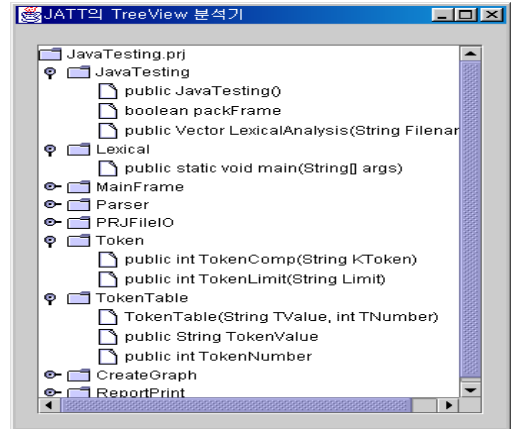 JATT의 TreeView 분석기
JavaTesting.prj
JavaTesting
public JavaTesting()
boolean packFrame
public Vector LexicalAnalysis(String Filenar
Lexical
public static void main(String[] args)
MainFrame
Parser
PRJFileIO
Token
public int TokenComp(String KToken)
public int TokenLimit(String Limit)
TokenTable
TokenTable(String TValue, int TNumber)
public String TokenValue
public int TokenNumber
CreateGraph
ReportPrint